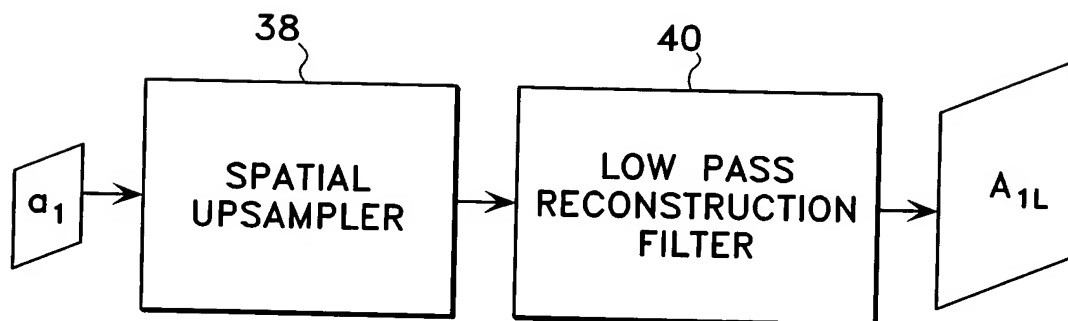 38
40
a1
SPATIAL
UPSAMPLER
LOW PASS
RECONSTRUCTION
FILTER
A1L